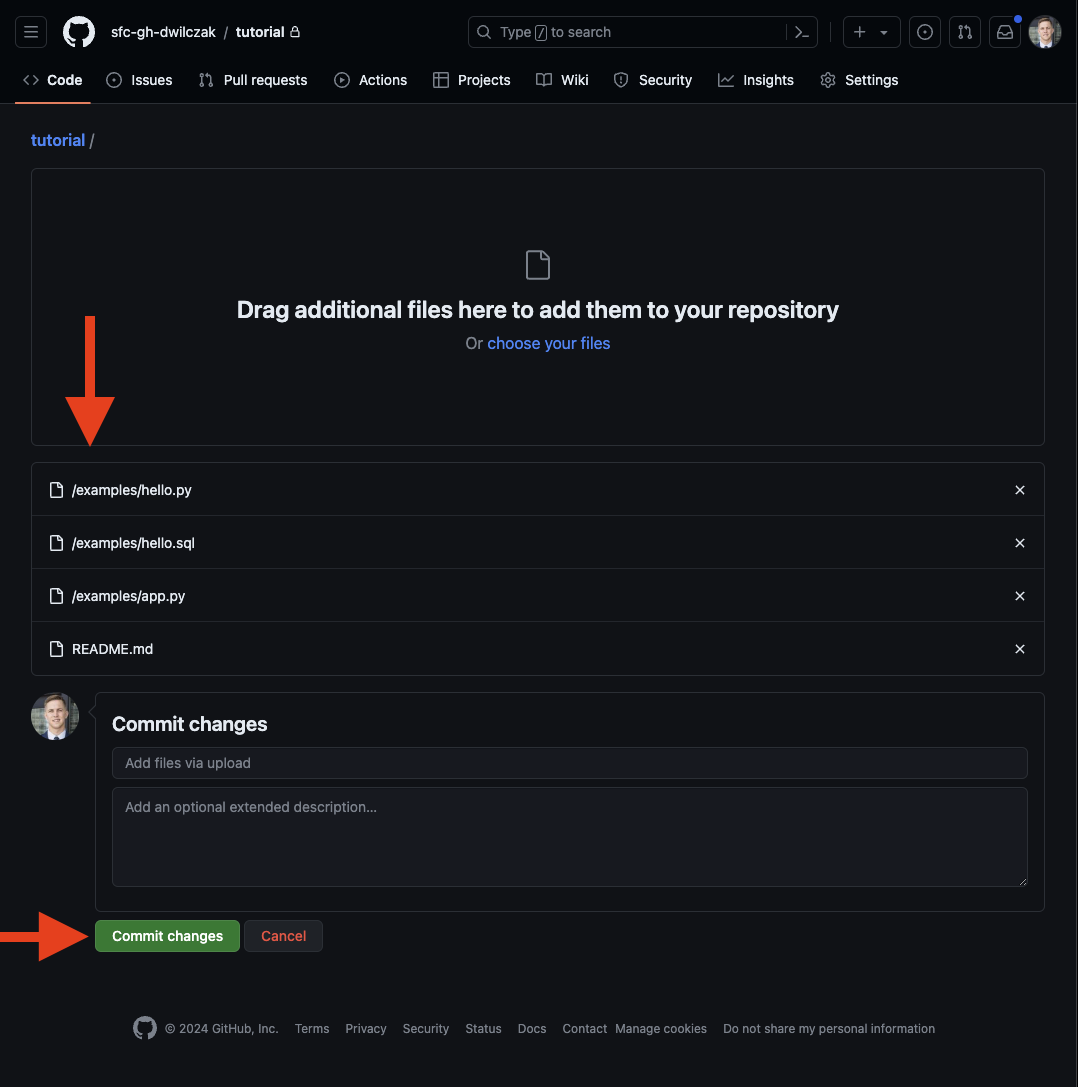 sfc-gh-dwilczak / tutorial
Type / to search
Code Issues Pull requests Actions Projects Wiki Security Insights Settings
tutorial /
Drag additional files here to add them to your repository
Or choose your files
/examples/hello.py
/examples/hello.sql
/examples/app.py
README.md
Commit changes
Add files via upload
Add an optional extended description...
Commit changes Cancel
© 2024 GitHub, Inc. Terms Privacy Security Status Docs Contact Manage cookies Do not share my personal information